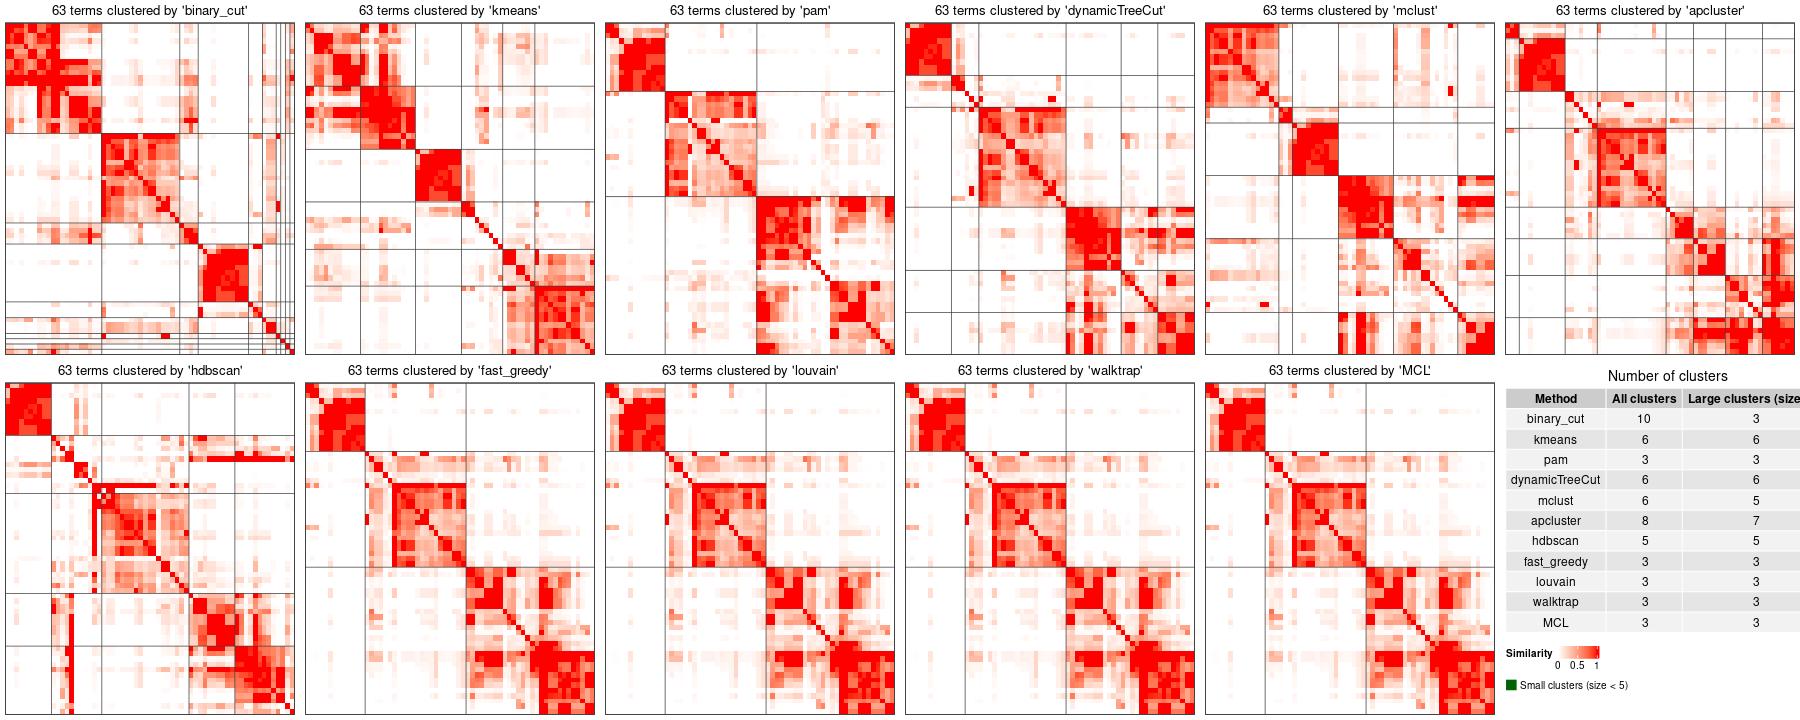 63 terms clustered by 'binary_cut'
63 terms clustered by 'kmeans'
63 terms clustered by 'pam'
63 terms clustered by 'dynamicTreeCut'
63 terms clustered by 'mclust'
63 terms clustered by 'apcluster'
63 terms clustered by 'hdbscan'
63 terms clustered by 'fast_greedy'
63 terms clustered by 'louvain'
63 terms clustered by 'walktrap'
63 terms clustered by 'MCL'
Number of clusters
Method All clusters Large clusters (size
binary_cut 10 3
kmeans 6 6
pam 3 3
dynamicTreeCut 6 6
mclust 6 5
apcluster 8 7
hdbscan 5 5
fast_greedy 3 3
louvain 3 3
walktrap 3 3
MCL 3 3
Similarity
0 0.5 1
Small clusters (size < 5)